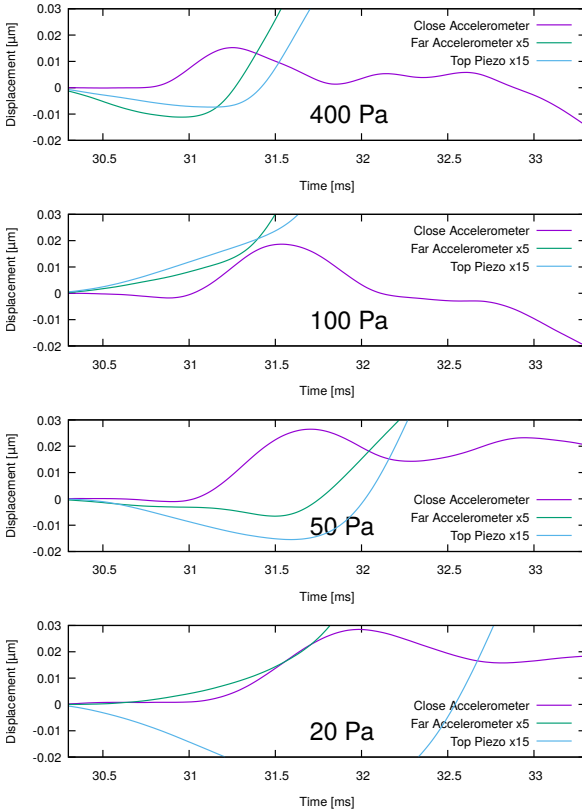 0.03
0.02
0.01
0
-0.01
-0.02
Displacement [µm]
Close Accelerometer
Far Accelerometer x5
Top Piezo x15
400 Pa
30.5 31 31.5 32 32.5 33
Time [ms]
0.03
0.02
0.01
0
-0.01
-0.02
Displacement [µm]
Close Accelerometer
Far Accelerometer x5
Top Piezo x15
100 Pa
30.5 31 31.5 32 32.5 33
Time [ms]
0.03
0.02
0.01
0
-0.01
-0.02
Displacement [µm]
Close Accelerometer
Far Accelerometer x5
Top Piezo x15
50 Pa
30.5 31 31.5 32 32.5 33
Time [ms]
0.03
0.02
0.01
0
-0.01
-0.02
Displacement [µm]
Close Accelerometer
Far Accelerometer x5
Top Piezo x15
20 Pa
30.5 31 31.5 32 32.5 33
Time [ms]